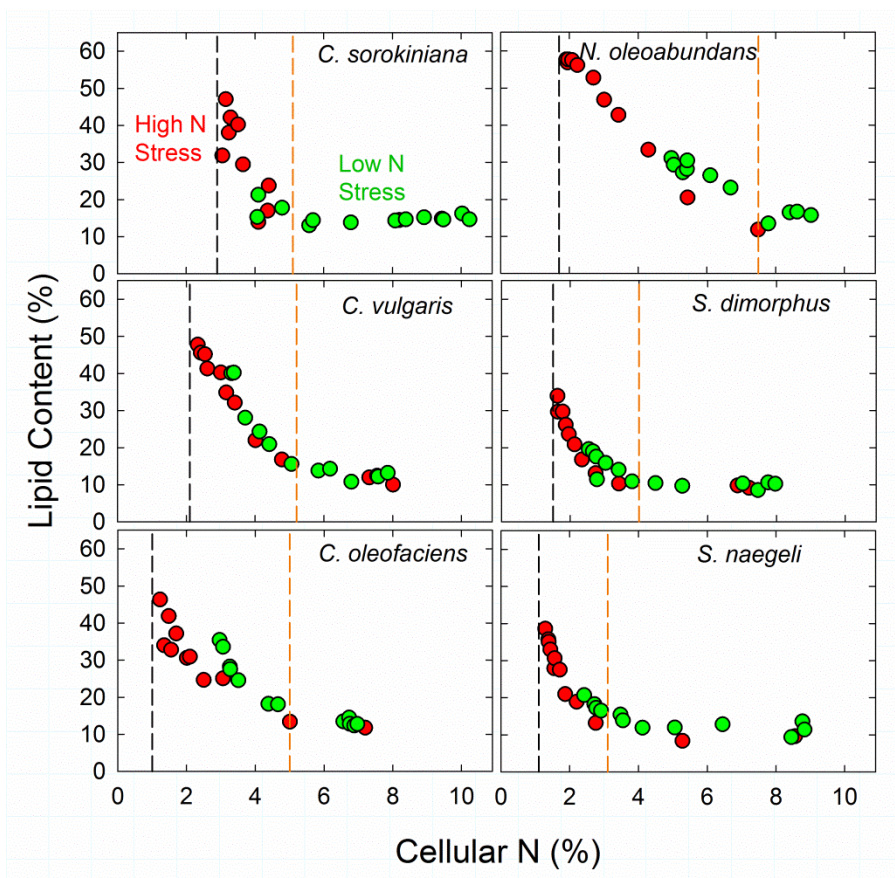 C. sorokiniana
N. oleoabundans
60
50
40
30
20
10
0
High N
Stress
Low N
Stress
C. vulgaris
S. dimorphus
60
50
40
30
20
10
0
C. oleofaciens
S. naegeli
60
50
40
30
20
10
0
Lipid Content (%)
0 2 4 6 8 10
0 2 4 6 8 10
Cellular N (%)